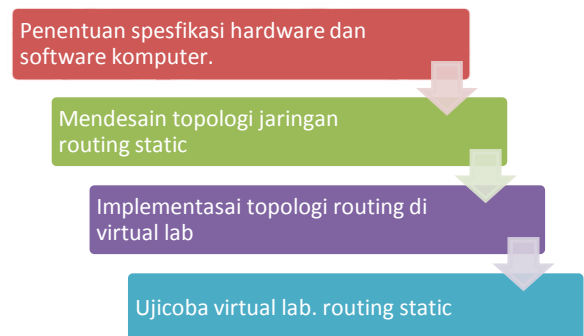 Penentuan spesfikasi hardware dan
software komputer.
Mendesain topologi jaringan
routing static
Implementasai topologi routing di
virtual lab
Ujicoba virtual lab. routing static